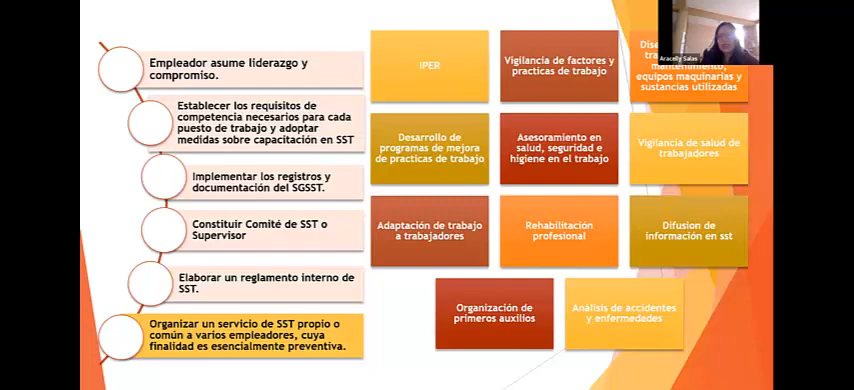 Empleador asume liderazgo y
compromiso.
Establecer los requisitos de
competencia necesarios para cada
puesto de trabajo y adoptar
medidas sobre capacitación en SST
Implementar los registros y
documentación del SGSST.
Constituir Comité de SST o
Supervisor
Elaborar un reglamento interno de
SST.
Organizar un servicio de SST propio o
común a varios empleadores, cuya
finalidad es esencialmente preventiva.
IPER
Vigilancia de factores y
practicas de trabajo
mantenimiento,
equipos maquinarias y
sustancias utilizadas
Aracelly Salas
Desarrollo de
programas de mejora
de practicas de trabajo
Asesoramiento en
salud, seguridad e
higiene en el trabajo
Vigilancia de salud de
trabajadores
Adaptación de trabajo
a trabajadores
Rehabilitación
profesional
Difusion de
información en sst
Organización de
primeros auxilios
Análisis de accidentes
y enfermedades